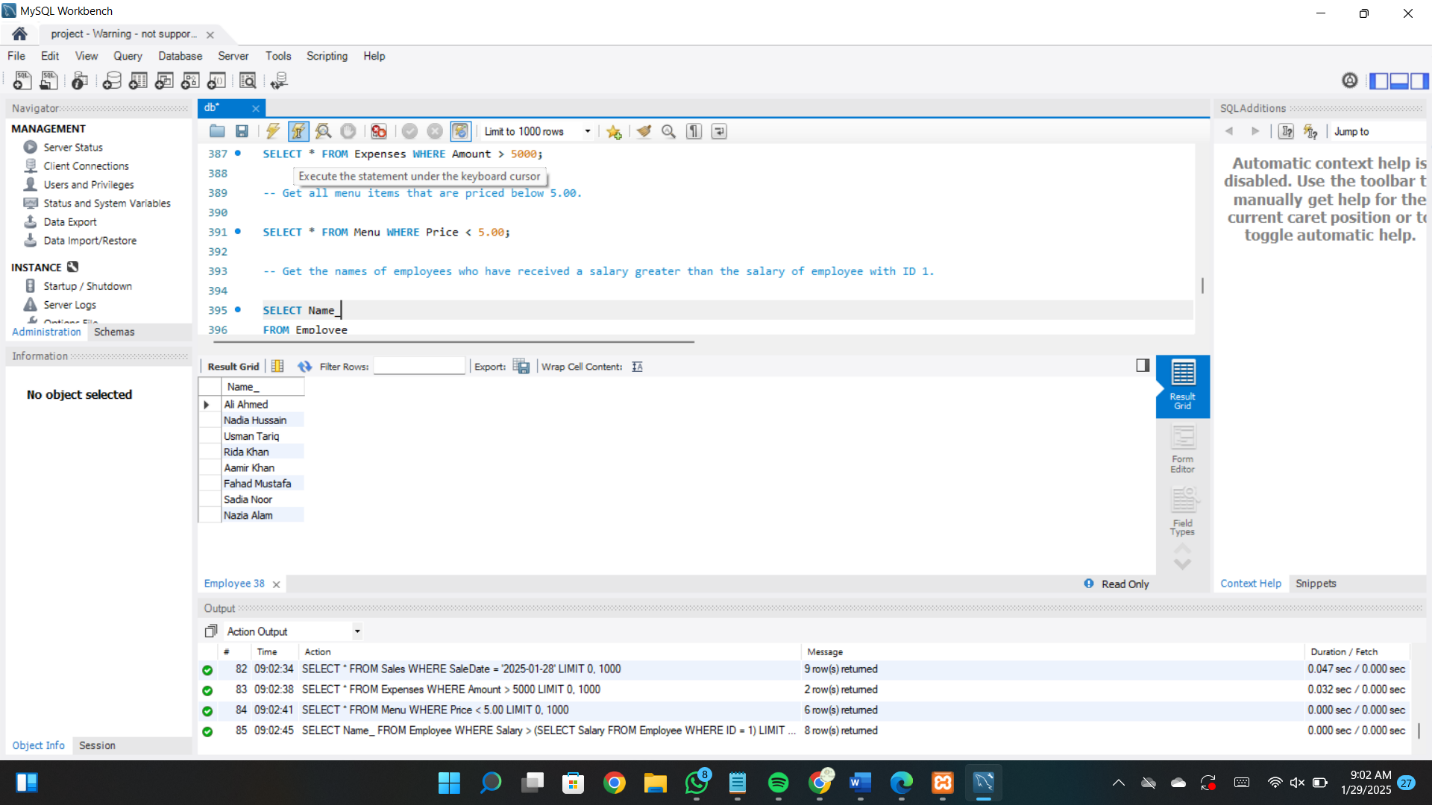 MySQL Workbench
project - Warning - not suppor...
File Edit View Query Database Server Tools Scripting Help
Navigator
MANAGEMENT
Server Status
Client Connections
Users and Privileges
Status and System Variables
Data Export
Data Import/Restore
INSTANCE
Startup / Shutdown
Server Logs
Options File
Administration Schemas
Information
No object selected
Object Info Session
db*
Limit to 1000 rows
387 SELECT * FROM Expenses WHERE Amount > 5000;
388
Execute the statement under the keyboard cursor
389 -- Get all menu items that are priced below 5.00.
390
391 SELECT * FROM Menu WHERE Price < 5.00;
392
393 -- Get the names of employees who have received a salary greater than the salary of employee with ID 1.
394
395 SELECT Name_
396 FROM Employee
Result Grid Filter Rows: Export: Wrap Cell Content:
Name_
Ali Ahmed
Nadia Hussain
Usman Tariq
Rida Khan
Aamir Khan
Fahad Mustafa
Sadia Noor
Nazia Alam
Result
Grid
Form
Editor
Field
Types
Employee 38
Read Only
SQLAdditions
Jump to
Automatic context help is
disabled. Use the toolbar t
manually get help for the
current caret position or to
toggle automatic help.
Context Help Snippets
Output
Action Output
# Time Action Message Duration / Fetch
82 09:02:34 SELECT * FROM Sales WHERE SaleDate = '2025-01-28' LIMIT 0, 1000 9 row(s) returned 0.047 sec / 0.000 sec
83 09:02:38 SELECT * FROM Expenses WHERE Amount > 5000 LIMIT 0, 1000 2 row(s) returned 0.032 sec / 0.000 sec
84 09:02:41 SELECT * FROM Menu WHERE Price < 5.00 LIMIT 0, 1000 6 row(s) returned 0.000 sec / 0.000 sec
85 09:02:45 SELECT Name_ FROM Employee WHERE Salary > (SELECT Salary FROM Employee WHERE ID = 1) LIMIT ... 8 row(s) returned 0.000 sec / 0.000 sec
8
9:02 AM
1/29/2025
27